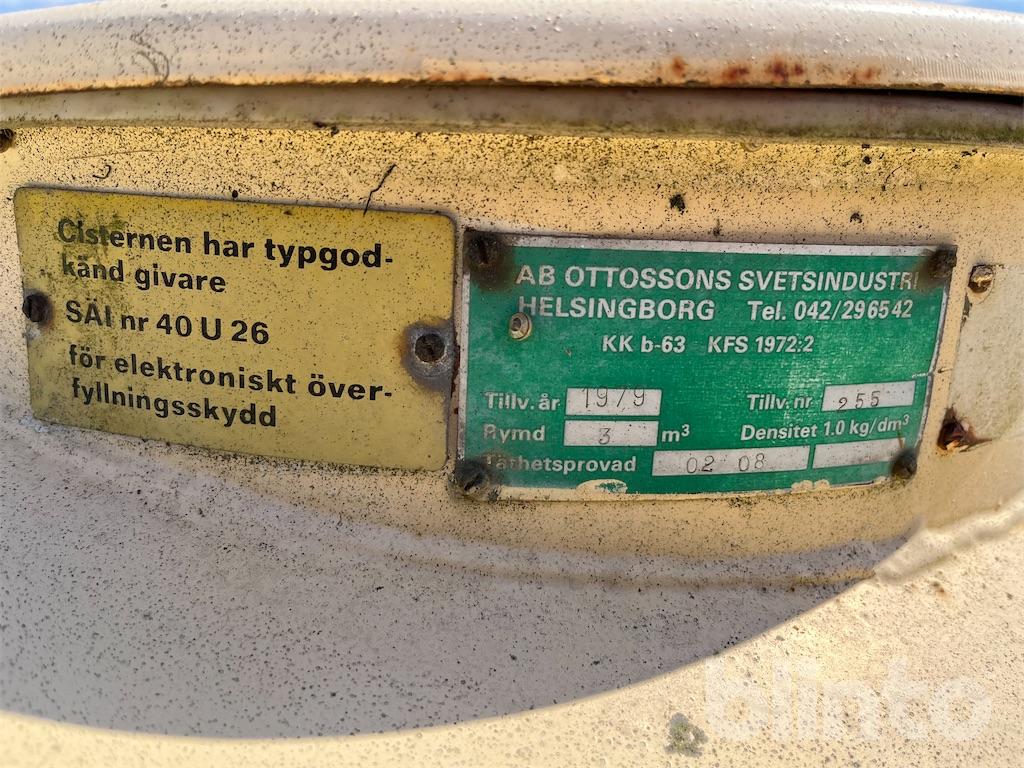 Cisternen har typgod-
känd givare
SÄI nr 40 U 26
för elektroniskt över-
fyllningsskydd
AB OTTOSSONS SVETSINDUSTRI
HELSINGBORG Tel. 042/296542
KK b-63 KFS 1972:2
Tillv. år 1979 Tillv. nr 255
Rymd 3 m³ Densitet 1.0 kg/dm³
Täthetsprovad 02 08
blinto